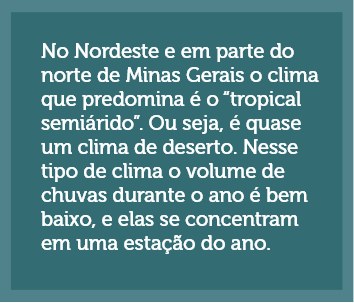 No Nordeste e em parte do
norte de Minas Gerais o clima
que predomina é o “tropical
semiárido”. Ou seja, é quase
um clima de deserto. Nesse
tipo de clima o volume de
chuvas durante o ano é bem
baixo, e elas se concentram
em uma estação do ano.